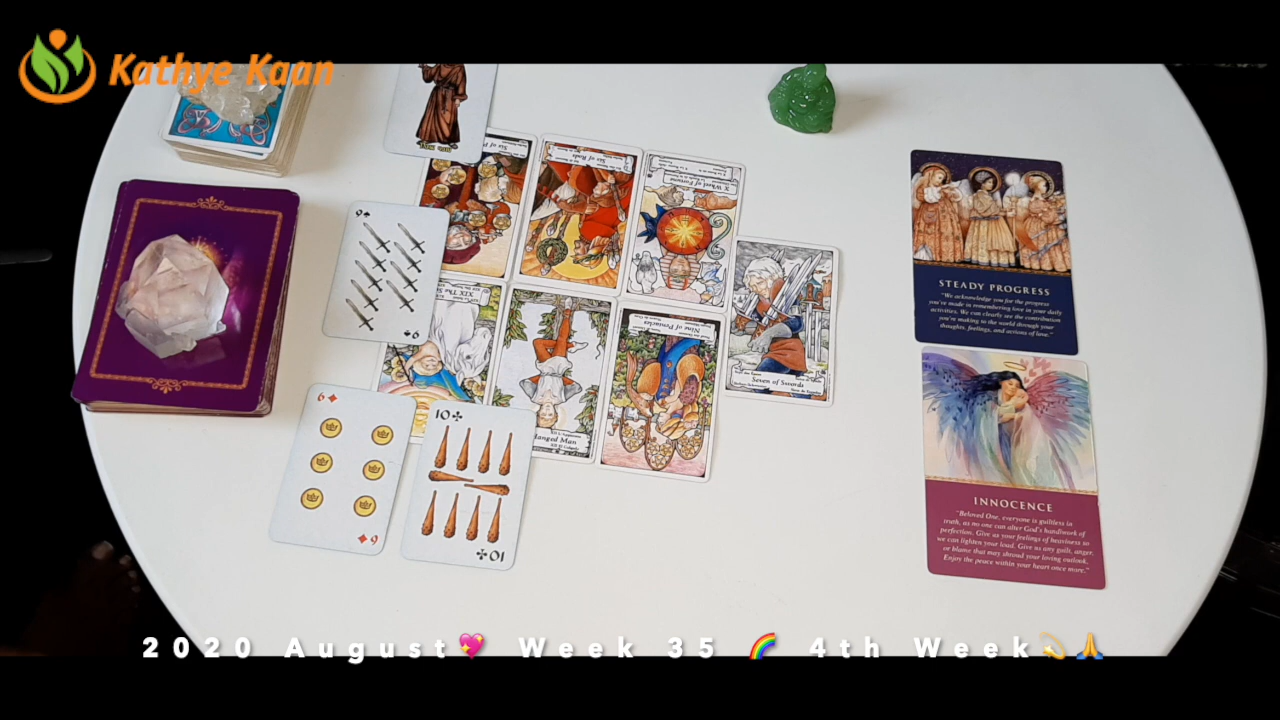 Kathye Kaan
9
6
Six of Rods
X Wheel of Fortune
STEADY PROGRESS
"We acknowledge you for the progress
you've made in remembering love in your daily
activities. We can clearly see the contribution
you're making to the world through your
thoughts, feelings, and actions of love."
9
6
10
Hanged Man
Nine of Pentacles
Seven of Swords
10
INNOCENCE
"Beloved One, everyone is guiltless in
truth, as no one can alter God's handiwork of
perfection. Give us your feelings of heaviness so
we can lighten your load. Give us any guilt, anger,
or blame that may shroud your loving outlook.
Enjoy the peace within your heart once more."
2020 August💖 Week 35 🌈 4th Week💫🙏